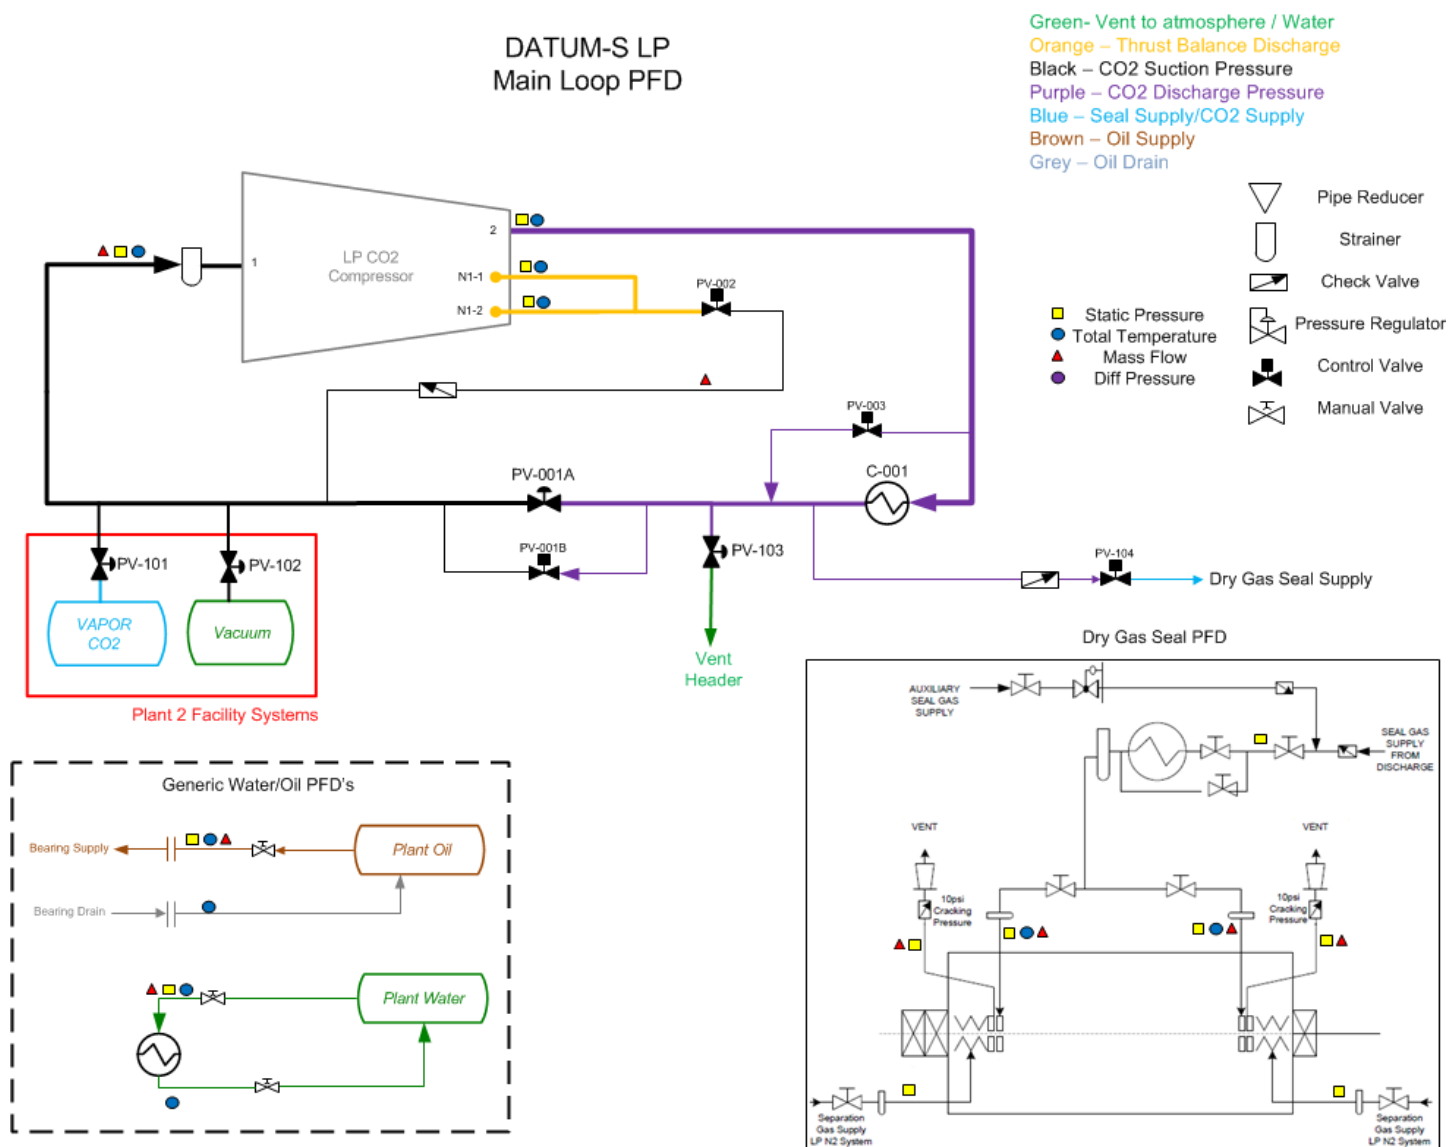 DATUM-S LP
Main Loop PFD
Green- Vent to atmosphere / Water
Orange – Thrust Balance Discharge
Black – CO2 Suction Pressure
Purple – CO2 Discharge Pressure
Blue – Seal Supply/CO2 Supply
Brown – Oil Supply
Grey – Oil Drain
Pipe Reducer
Strainer
Check Valve
Pressure Regulator
Control Valve
Manual Valve
Static Pressure
Total Temperature
Mass Flow
Diff Pressure
1
LP CO2
Compressor
2
N1-1
N1-2
PV-002
PV-003
PV-001A
C-001
PV-001B
PV-103
PV-104
Dry Gas Seal Supply
PV-101
PV-102
VAPOR
CO2
Vacuum
Vent
Header
Plant 2 Facility Systems
Generic Water/Oil PFD's
Bearing Supply
Plant Oil
Bearing Drain
Plant Water
Dry Gas Seal PFD
AUXILIARY
SEAL GAS
SUPPLY
SEAL GAS
SUPPLY
FROM
DISCHARGE
VENT
VENT
10psi
Cracking
Pressure
10psi
Cracking
Pressure
Separation
Gas Supply
LP N2 System
Separation
Gas Supply
LP N2 System